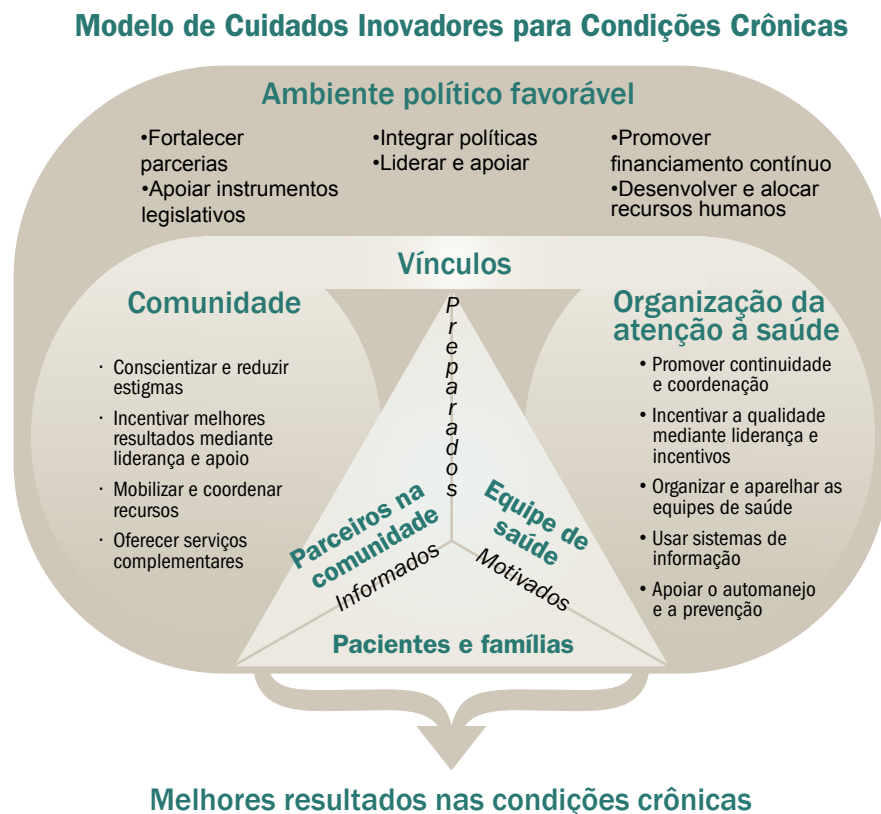 Modelo de Cuidados Inovadores para Condições Crônicas
Ambiente político favorável
•Fortalecer
parcerias
•Apoiar instrumentos
legislativos
•Integrar políticas
•Liderar e apoiar
•Promover
financiamento contínuo
•Desenvolver e alocar
recursos humanos
Vínculos
Comunidade
· Conscientizar e reduzir
estigmas
· Incentivar melhores
resultados mediante
liderança e apoio
· Mobilizar e coordenar
recursos
· Oferecer serviços
complementares
Preparados
Parceiros na
comunidade
Informados
Equipe de
saúde
Motivados
Pacientes e famílias
Organização da
atenção à saúde
• Promover continuidade
e coordenação
• Incentivar a qualidade
mediante liderança e
incentivos
• Organizar e aparelhar as
equipes de saúde
• Usar sistemas de
informação
• Apoiar o automanejo
e a prevenção
Melhores resultados nas condições crônicas